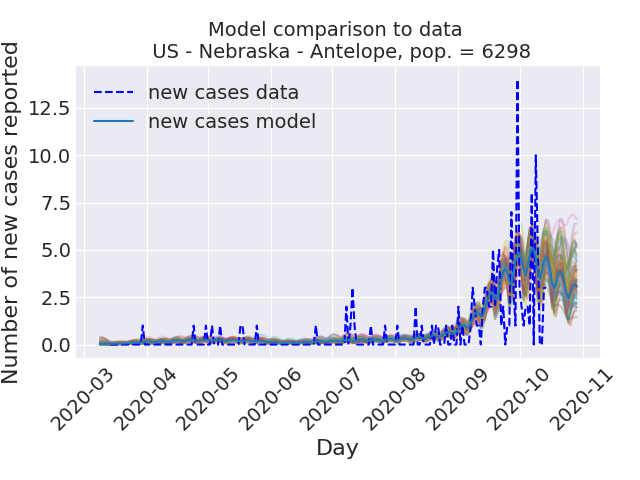 Model comparison to data
US - Nebraska - Antelope, pop. = 6298
new cases data
new cases model
Number of new cases reported
12.5
10.0
7.5
5.0
2.5
0.0
2020-03
2020-04
2020-05
2020-06
2020-07
2020-08
2020-09
2020-10
2020-11
Day